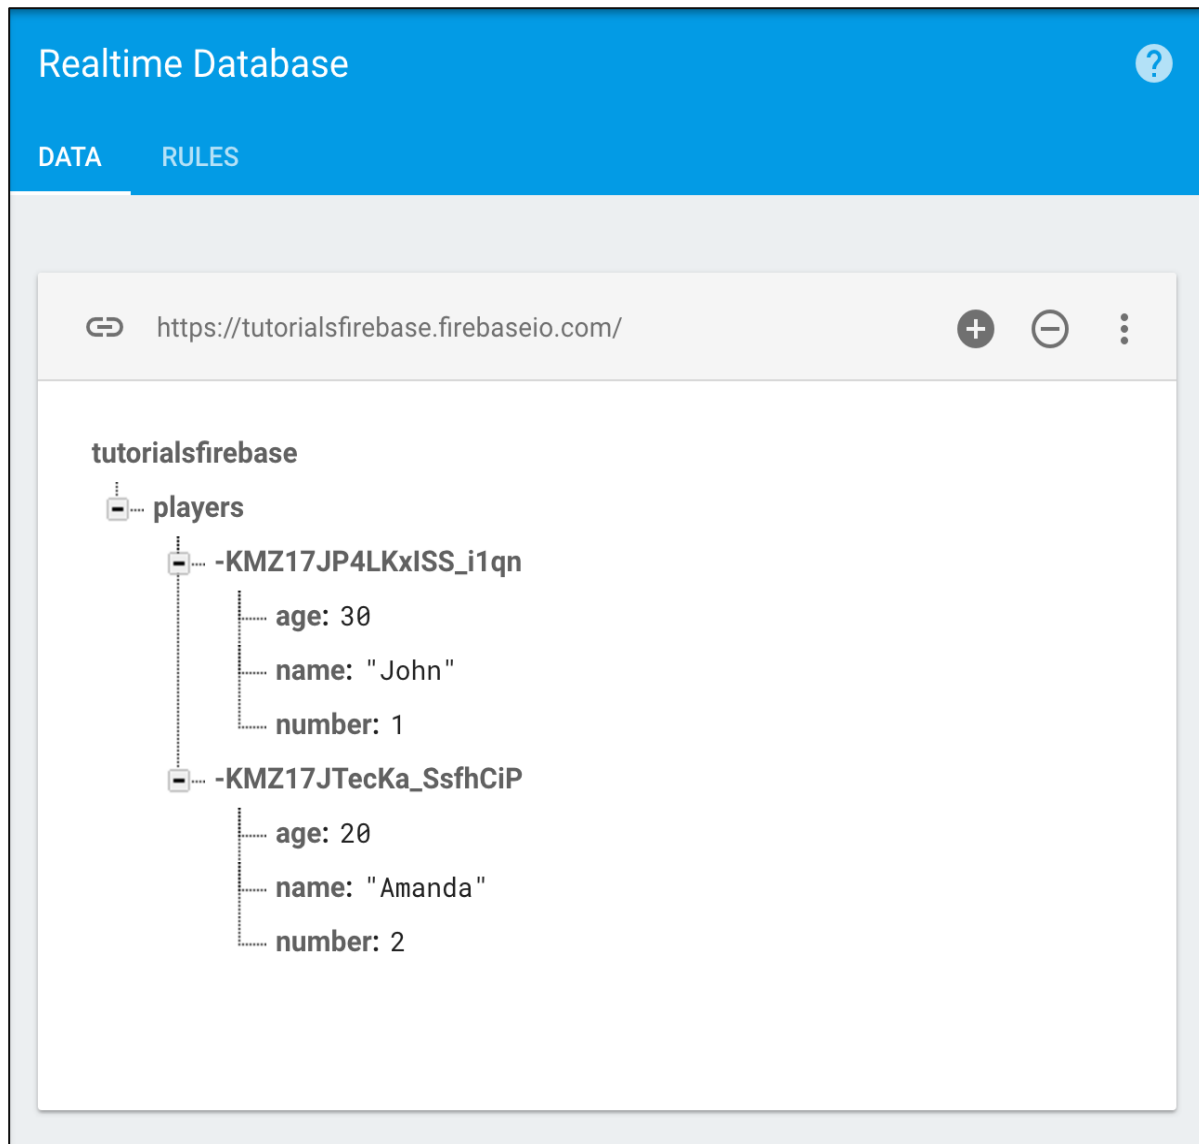 Realtime Database
?
DATA RULES
https://tutorialsfirebase.firebaseio.com/
tutorialsfirebase
players
-KMZ17JP4LKxISS_i1qn
age: 30
name: "John"
number: 1
-KMZ17JTecKa_SsfhCiP
age: 20
name: "Amanda"
number: 2